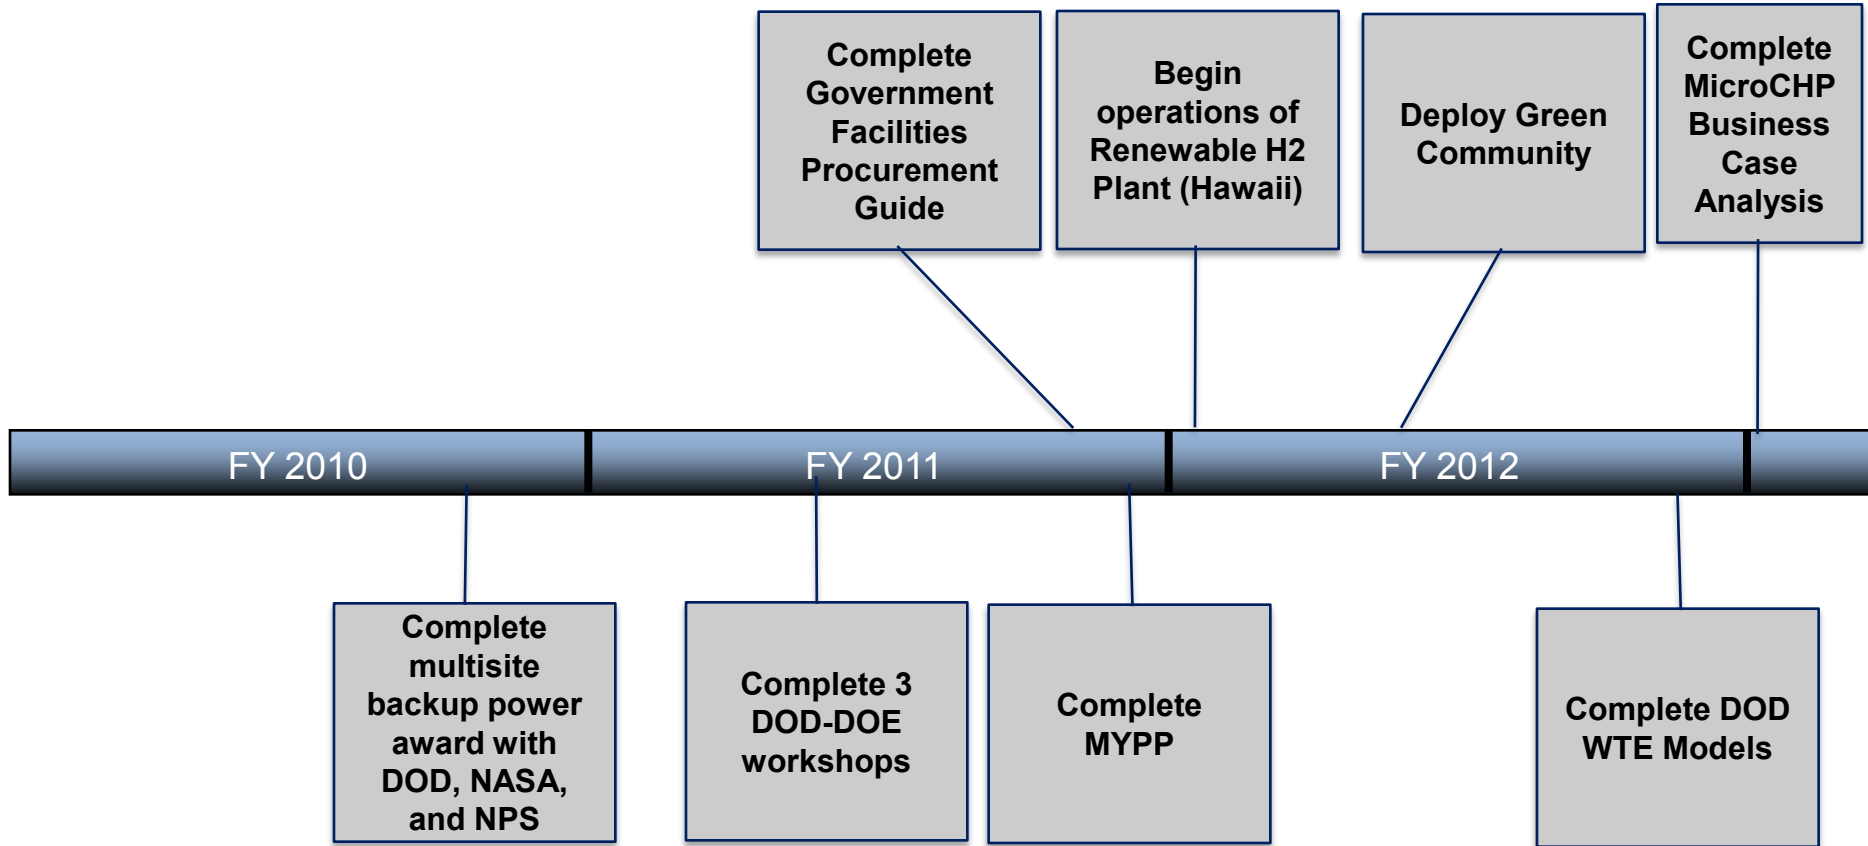 Complete
Government
Facilities
Procurement
Guide
Begin
operations of
Renewable H2
Plant (Hawaii)
Deploy Green
Community
Complete
MicroCHP
Business
Case
Analysis
FY 2010
FY 2011
FY 2012
Complete
multisite
backup power
award with
DOD, NASA,
and NPS
Complete 3
DOD-DOE
workshops
Complete
MYPP
Complete DOD
WTE Models